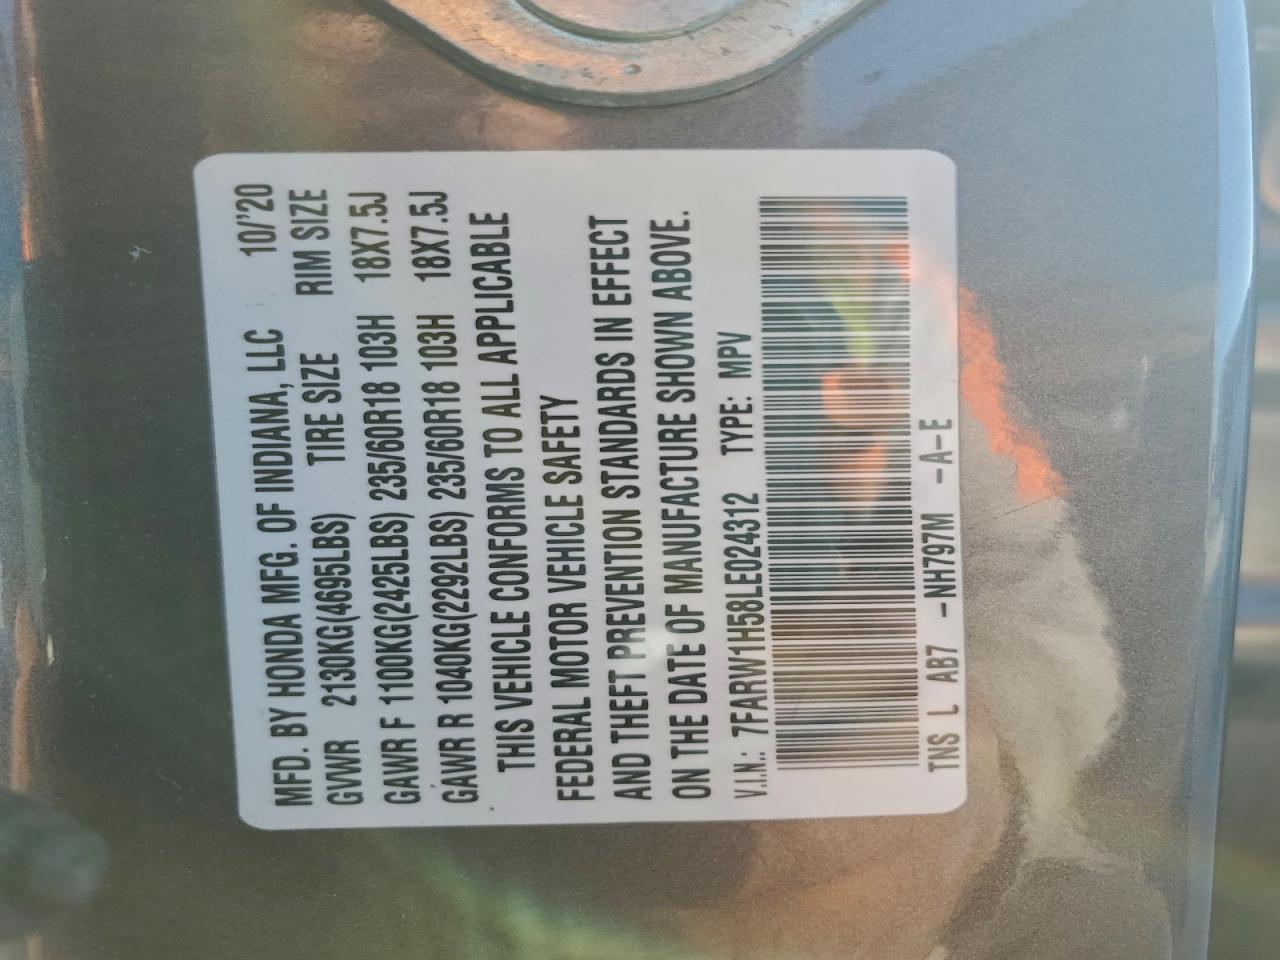 MFD. BY HONDA MFG. OF INDIANA, LLC 10/'20
GVWR 2130KG(4695LBS) TIRE SIZE RIM SIZE
GAWR F 1100KG(2425LBS) 235/60R18 103H 18X7.5J
GAWR R 1040KG(2292LBS) 235/60R18 103H 18X7.5J
THIS VEHICLE CONFORMS TO ALL APPLICABLE
FEDERAL MOTOR VEHICLE SAFETY
AND THEFT PREVENTION STANDARDS IN EFFECT
ON THE DATE OF MANUFACTURE SHOWN ABOVE.
V.I.N.: 7FARW1H58LE024312 TYPE: MPV
TNS L AB7 -NH797M -A-E